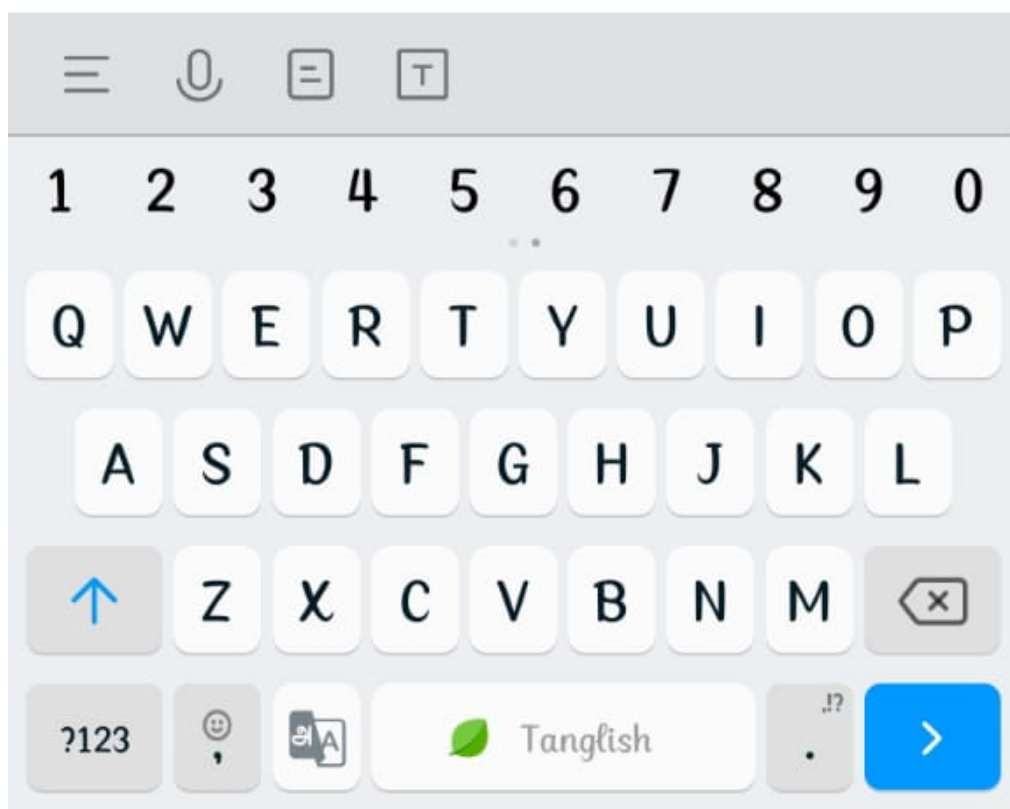 T
1 2 3 4 5 6 7 8 9 0
Q W E R T Y U I O P
A S D F G H J K L
Z X C V B N M
,!?
?123 , அ A Tanglish .